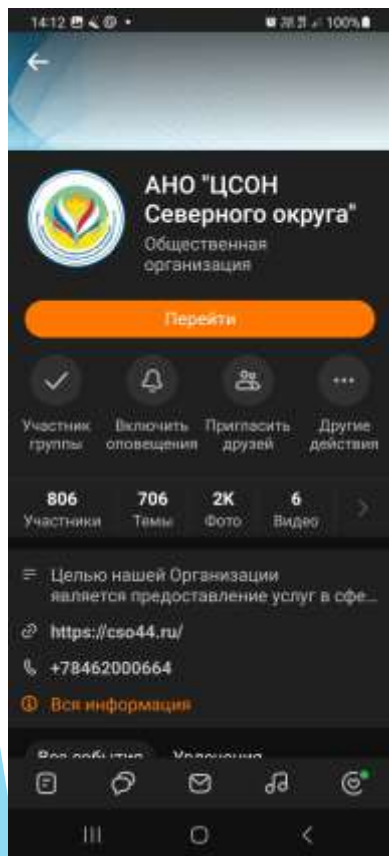 14:12
100%
АНО "ЦСОН
Северного округа"
Общественная
организация
Перейти
Участник
группы
Включить
оповещения
Пригласить
друзей
Другие
действия
806
Участники
706
Темы
2K
Фото
6
Видео
Целью нашей Организации
является предоставление услуг в сфе...
https://cso44.ru/
+78462000664
Вся информация
Все события
Увлечения